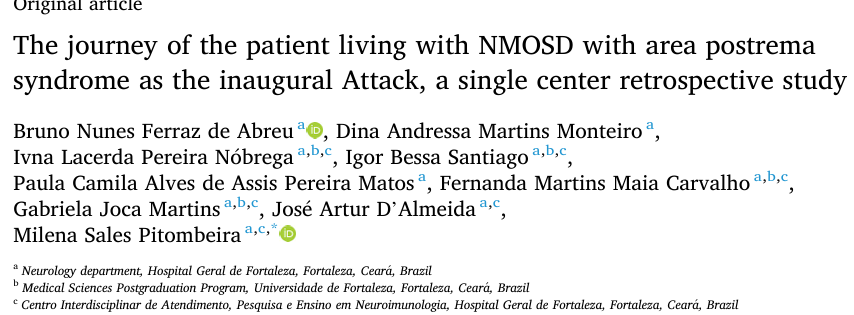 Original article
The journey of the patient living with NMOSD with area postrema
syndrome as the inaugural Attack, a single center retrospective study
Bruno Nunes Ferraz de Abreu a iD, Dina Andressa Martins Monteiro a,
Ivna Lacerda Pereira Nóbrega a,b,c, Igor Bessa Santiago a,b,c,
Paula Camila Alves de Assis Pereira Matos a, Fernanda Martins Maia Carvalho a,b,c,
Gabriela Joca Martins a,b,c, José Artur D’Almeida a,c,
Milena Sales Pitombeira a,c,* iD
a Neurology department, Hospital Geral de Fortaleza, Fortaleza, Ceará, Brazil
b Medical Sciences Postgraduation Program, Universidade de Fortaleza, Fortaleza, Ceará, Brazil
c Centro Interdisciplinar de Atendimento, Pesquisa e Ensino em Neuroimunologia, Hospital Geral de Fortaleza, Fortaleza, Ceará, Brazil